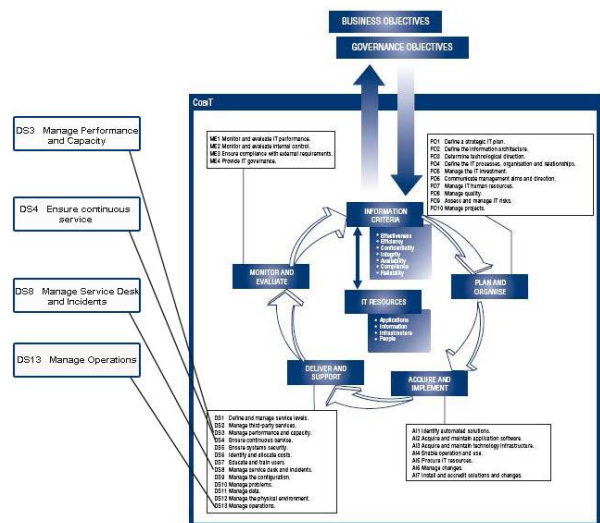 BUSINESS OBJECTIVES
GOVERNANCE OBJECTIVES
COBIT
DS3 Manage Performance
and Capacity
DS4 Ensure continuous
service
DS8 Manage Service Desk
and Incidents
DS13 Manage Operations
ME1 Monitor and evaluate IT performance.
ME2 Monitor and evaluate internal control.
ME3 Ensure compliance with external requirements.
ME4 Provide IT governance.
PO1 Define a strategic IT plan.
PO2 Define the information architecture.
PO3 Determine technological direction.
PO4 Define the IT processes, organisation and relationships.
PO5 Manage the IT investment.
PO6 Communicate management aims and direction.
PO7 Manage IT human resources.
PO8 Manage quality.
PO9 Assess and manage IT risks.
PO10 Manage projects.
INFORMATION
CRITERIA
• Effectiveness
• Efficiency
• Confidentiality
• Integrity
• Availability
• Compliance
• Reliability
MONITOR AND
EVALUATE
PLAN AND
ORGANISE
IT RESOURCES
• Applications
• Information
• Infrastructure
• People
DELIVER AND
SUPPORT
ACQUIRE AND
IMPLEMENT
DS1 Define and manage service levels.
DS2 Manage third-party services.
DS3 Manage performance and capacity.
DS4 Ensure continuous service.
DS5 Ensure systems security.
DS6 Identify and allocate costs.
DS7 Educate and train users.
DS8 Manage service desk and incidents.
DS9 Manage the configuration.
DS10 Manage problems.
DS11 Manage data.
DS12 Manage the physical environment.
DS13 Manage operations.
AI1 Identify automated solutions.
AI2 Acquire and maintain application software.
AI3 Acquire and maintain technology infrastructure.
AI4 Enable operation and use.
AI5 Procure IT resources.
AI6 Manage changes.
AI7 Install and accredit solutions and changes.